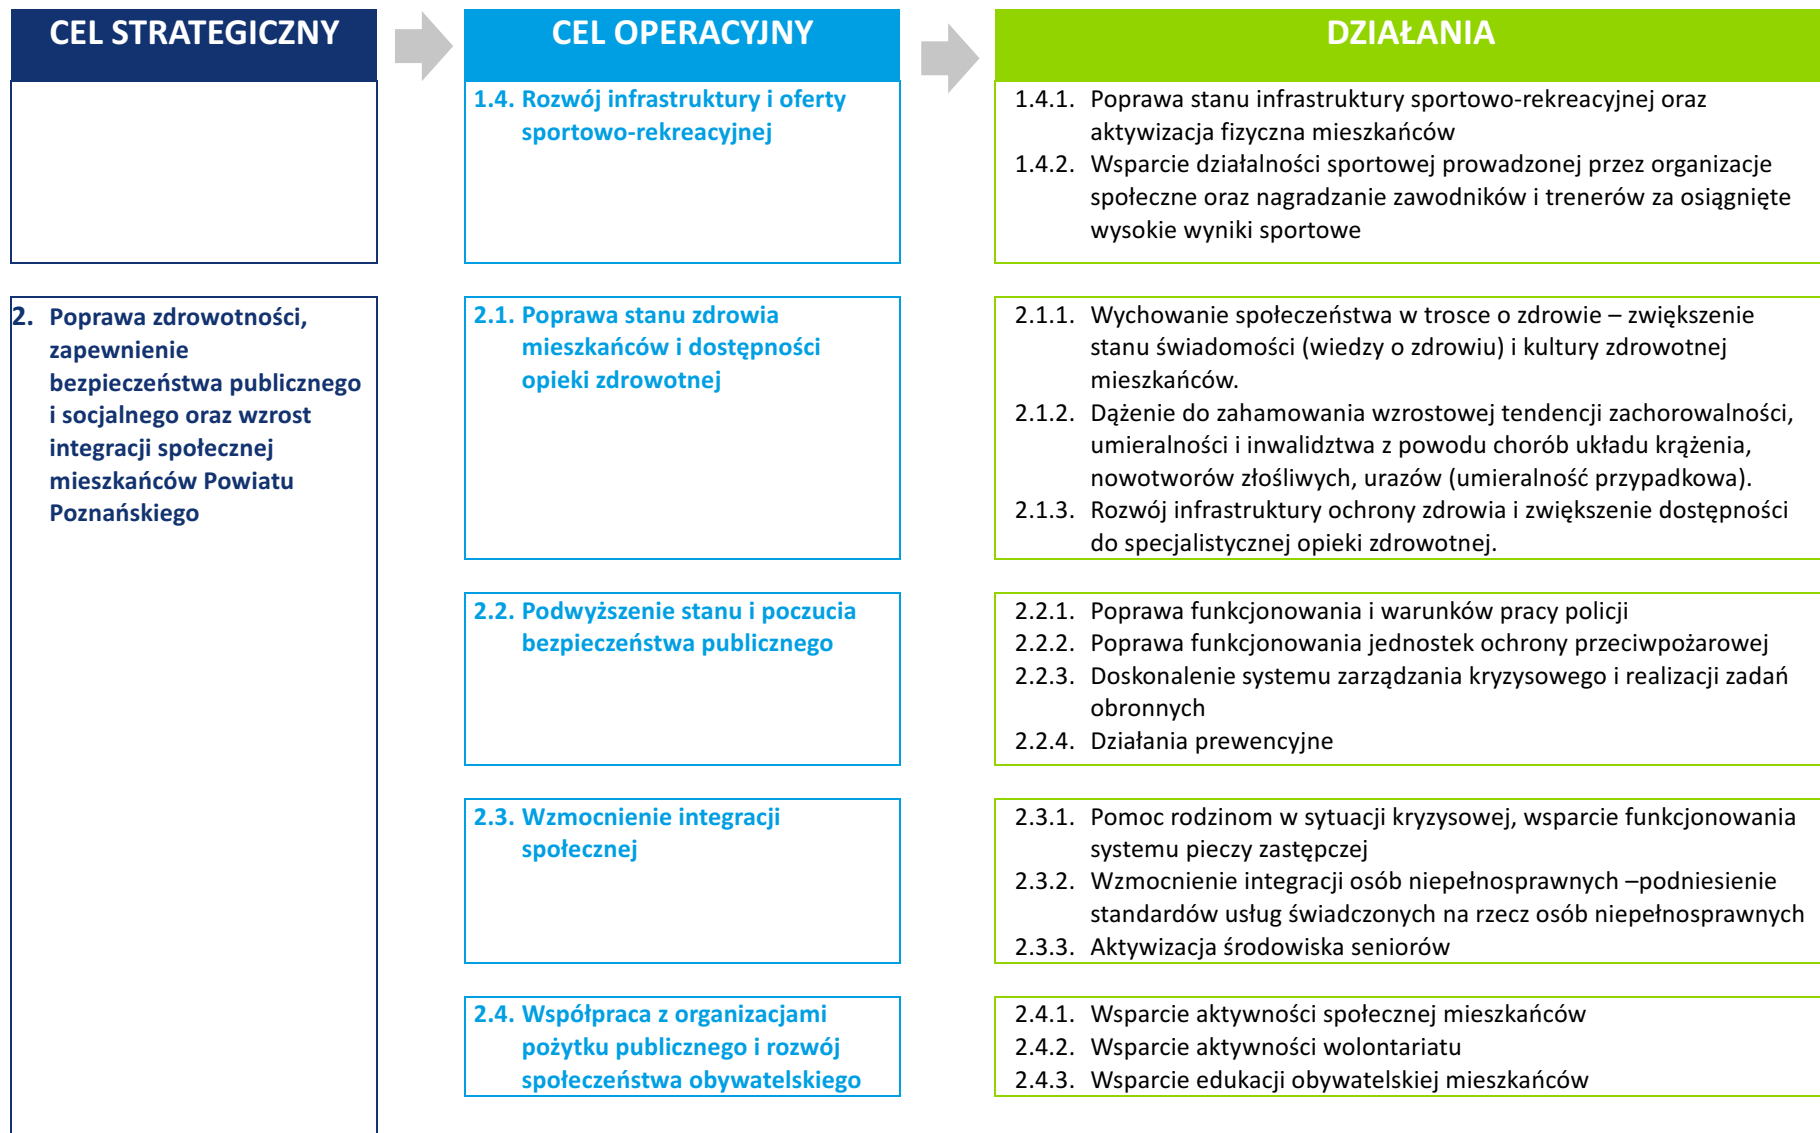 CEL STRATEGICZNY
CEL OPERACYJNY
DZIAŁANIA
1.4. Rozwój infrastruktury i oferty
sportowo-rekreacyjnej
1.4.1. Poprawa stanu infrastruktury sportowo-rekreacyjnej oraz
aktywizacja fizyczna mieszkańców
1.4.2. Wsparcie działalności sportowej prowadzonej przez organizacje
społeczne oraz nagradzanie zawodników i trenerów za osiągnięte
wysokie wyniki sportowe
2. Poprawa zdrowotności,
zapewnienie
bezpieczeństwa publicznego
i socjalnego oraz wzrost
integracji społecznej
mieszkańców Powiatu
Poznańskiego
2.1. Poprawa stanu zdrowia
mieszkańców i dostępności
opieki zdrowotnej
2.1.1. Wychowanie społeczeństwa w trosce o zdrowie – zwiększenie
stanu świadomości (wiedzy o zdrowiu) i kultury zdrowotnej
mieszkańców.
2.1.2. Dążenie do zahamowania wzrostowej tendencji zachorowalności,
umieralności i inwalidztwa z powodu chorób układu krążenia,
nowotworów złośliwych, urazów (umieralność przypadkowa).
2.1.3. Rozwój infrastruktury ochrony zdrowia i zwiększenie dostępności
do specjalistycznej opieki zdrowotnej.
2.2. Podwyższenie stanu i poczucia
bezpieczeństwa publicznego
2.2.1. Poprawa funkcjonowania i warunków pracy policji
2.2.2. Poprawa funkcjonowania jednostek ochrony przeciwpożarowej
2.2.3. Doskonalenie systemu zarządzania kryzysowego i realizacji zadań
obronnych
2.2.4. Działania prewencyjne
2.3. Wzmocnienie integracji
społecznej
2.3.1. Pomoc rodzinom w sytuacji kryzysowej, wsparcie funkcjonowania
systemu pieczy zastępczej
2.3.2. Wzmocnienie integracji osób niepełnosprawnych –podniesienie
standardów usług świadczonych na rzecz osób niepełnosprawnych
2.3.3. Aktywizacja środowiska seniorów
2.4. Współpraca z organizacjami
pożytku publicznego i rozwój
społeczeństwa obywatelskiego
2.4.1. Wsparcie aktywności społecznej mieszkańców
2.4.2. Wsparcie aktywności wolontariatu
2.4.3. Wsparcie edukacji obywatelskiej mieszkańców